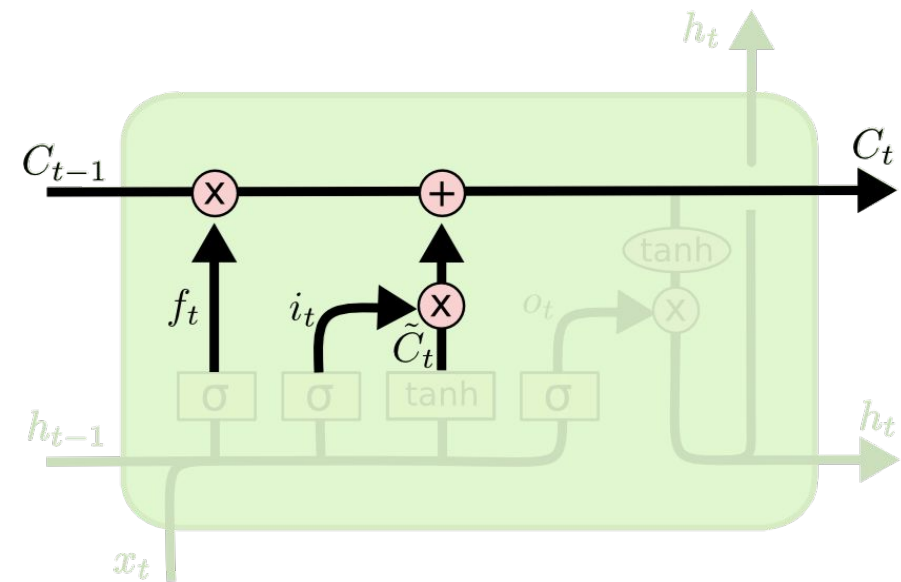 h_t
C_{t-1}
C_t
x
+
tanh
f_t
i_t
x
o_t
x
C̃_t
σ
σ
tanh
σ
h_{t-1}
h_t
x_t